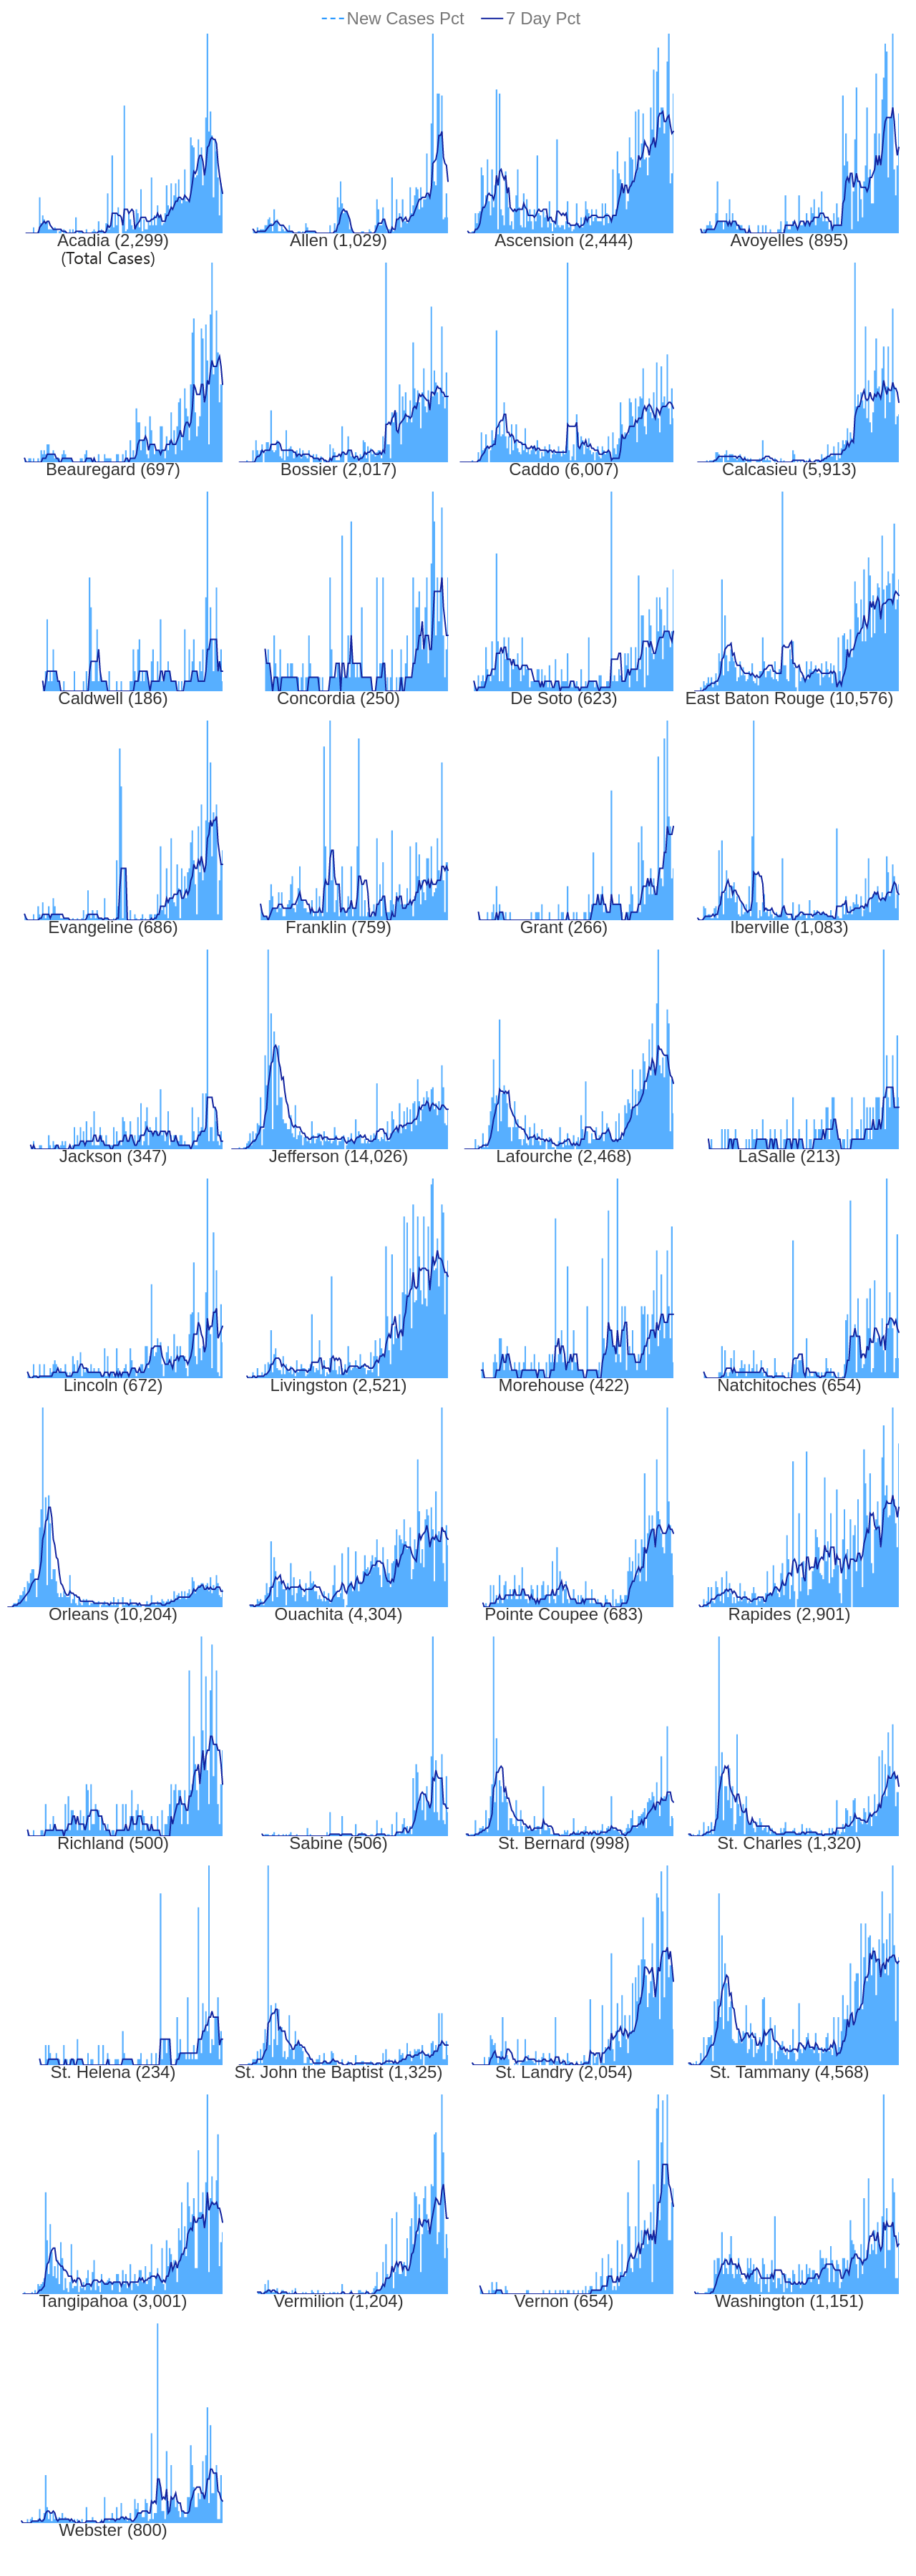 New Cases Pct 7 Day Pct
Acadia (2,299) Allen (1,029) Ascension (2,444) Avoyelles (895)
(Total Cases)
Beauregard (697) Bossier (2,017) Caddo (6,007) Calcasieu (5,913)
Caldwell (186) Concordia (250) De Soto (623) East Baton Rouge (10,576)
Evangeline (686) Franklin (759) Grant (266) Iberville (1,083)
Jackson (347) Jefferson (14,026) Lafourche (2,468) LaSalle (213)
Lincoln (672) Livingston (2,521) Morehouse (422) Natchitoches (654)
Orleans (10,204) Ouachita (4,304) Pointe Coupee (683) Rapides (2,901)
Richland (500) Sabine (506) St. Bernard (998) St. Charles (1,320)
St. Helena (234) St. John the Baptist (1,325) St. Landry (2,054) St. Tammany (4,568)
Tangipahoa (3,001) Vermilion (1,204) Vernon (654) Washington (1,151)
Webster (800)